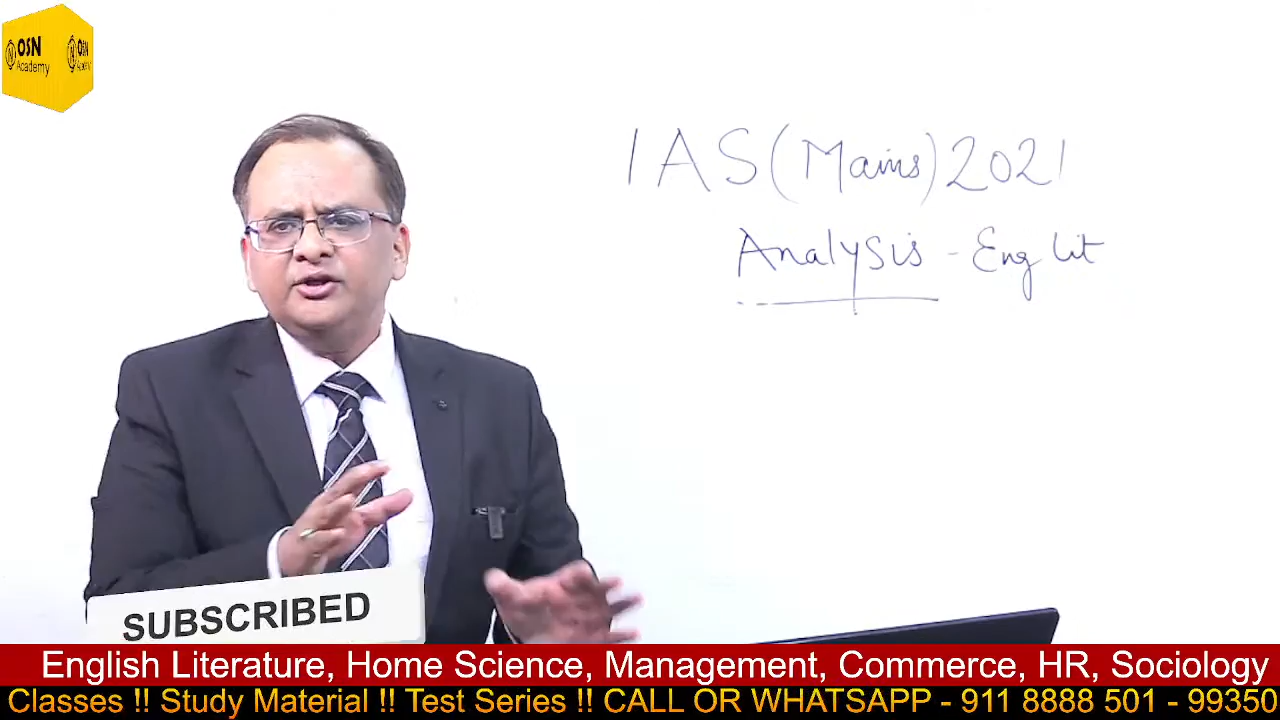 OSN
Academy
OSN
Academy
IAS (Mains) 2021
Analysis - Eng Lit
SUBSCRIBED
English Literature, Home Science, Management, Commerce, HR, Sociology
Classes !! Study Material !! Test Series !! CALL OR WHATSAPP - 911 8888 501 - 99350